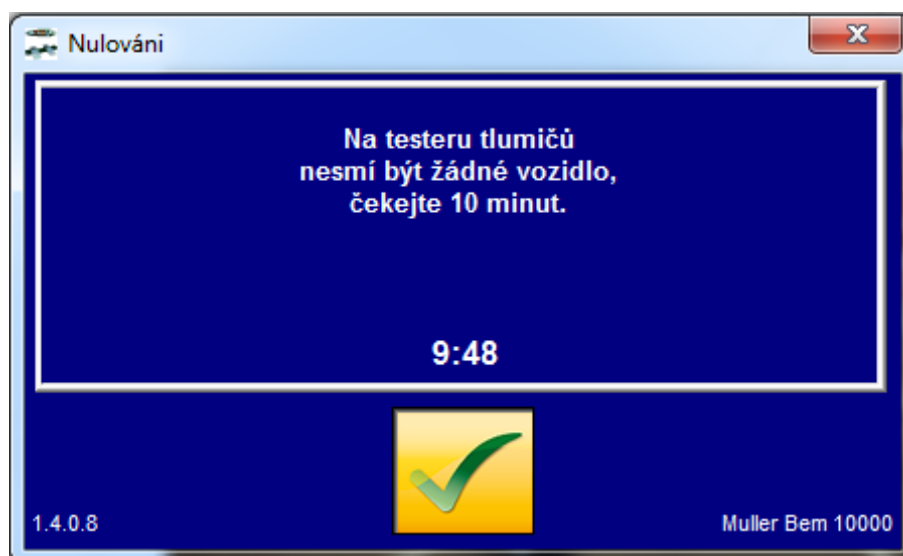 Nulováni
Na testeru tlumičů
nesmí být žádné vozidlo,
čekejte 10 minut.
9:48
1.4.0.8
Muller Bem 10000